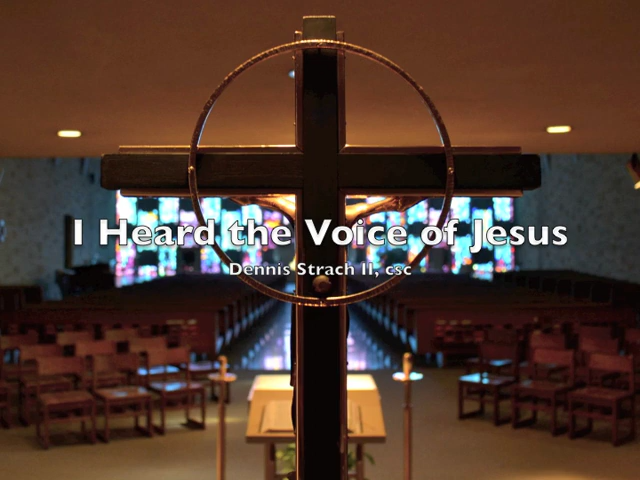 I Heard the Voice of Jesus
Dennis Strach II, csc